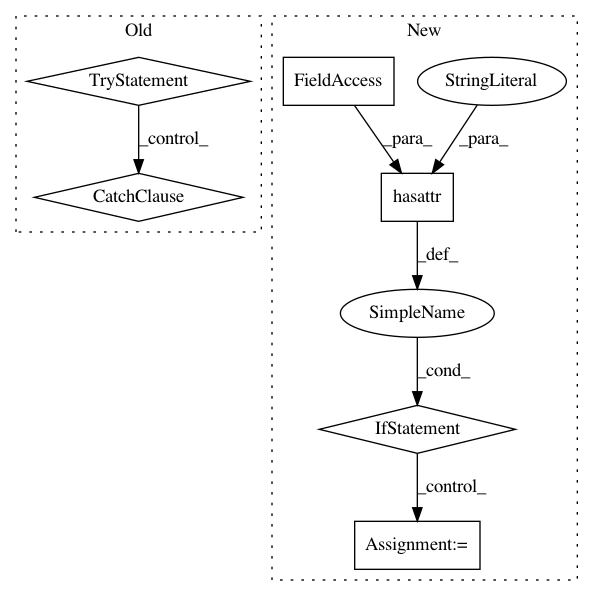 Old
New
TryStatement
FieldAccess
StringLiteral
_control_
_para_
_para_
CatchClause
hasattr
_def_
SimpleName
_cond_
IfStatement
_control_
Assignment:=